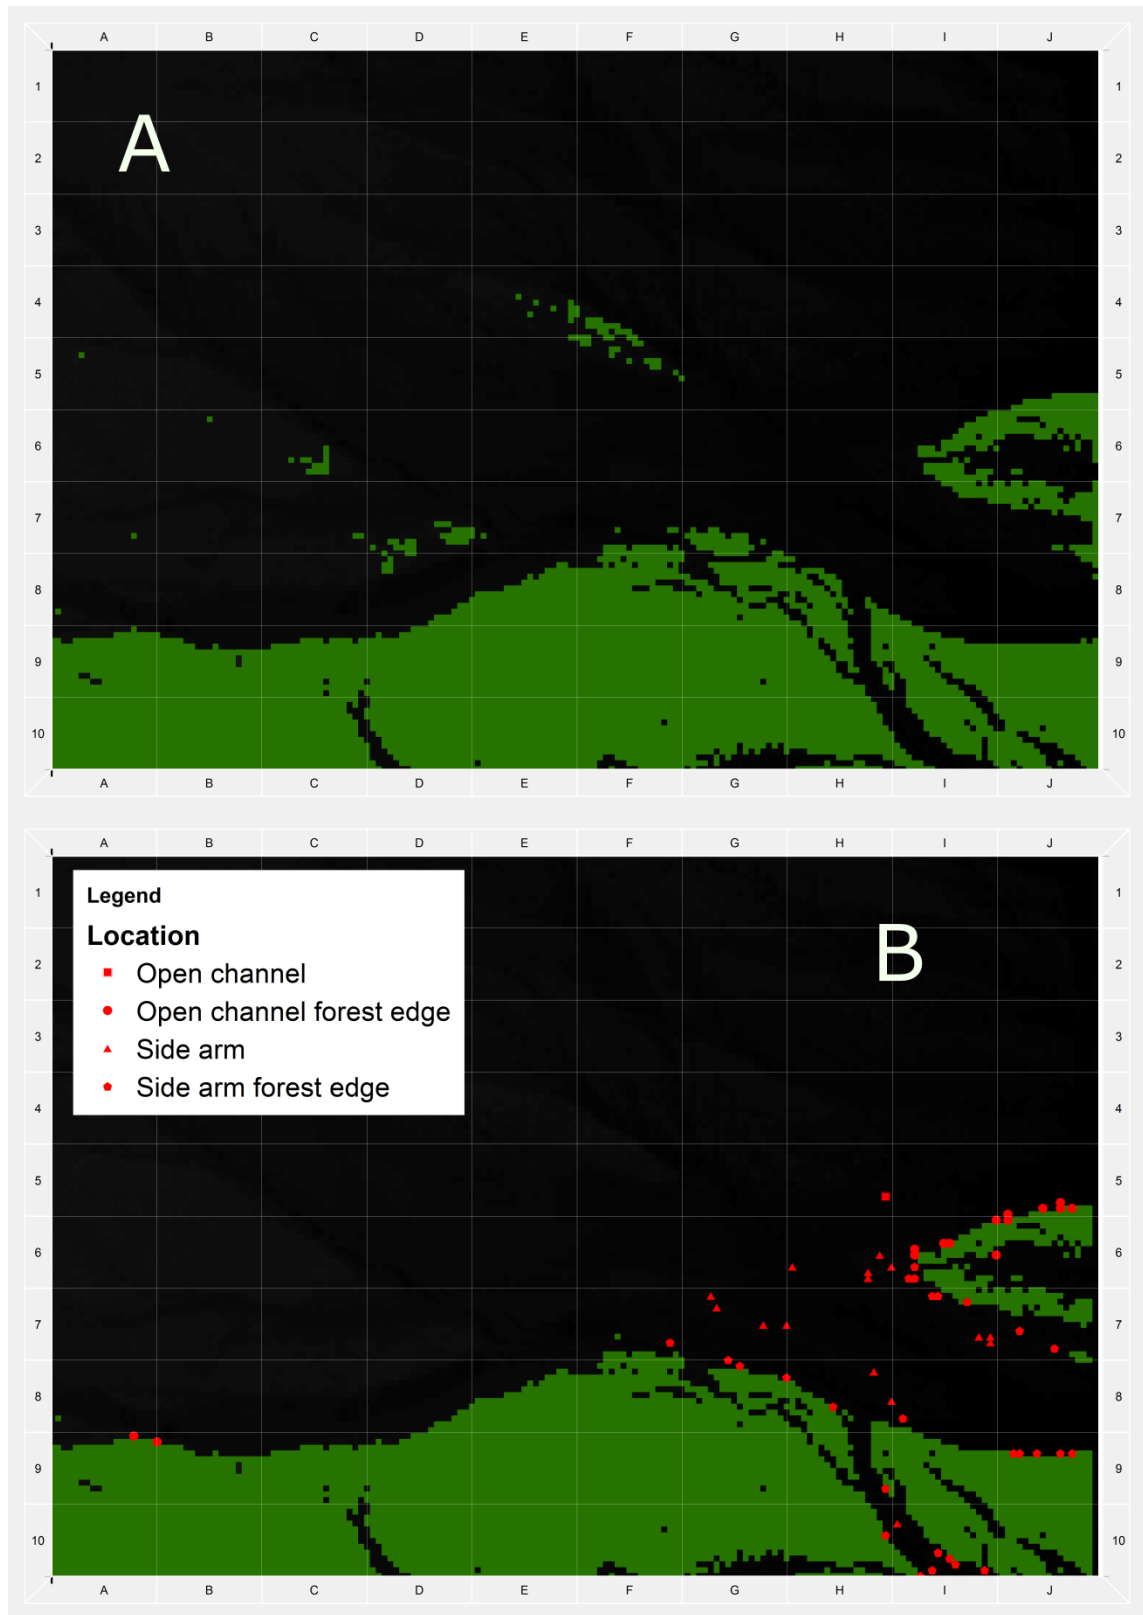 A B C D E F G H I J
1 1
A
2 2
3 3
4 4
5 5
6 6
7 7
8 8
9 9
10 10
A B C D E F G H I J
A B C D E F G H I J
1 1
Legend
Location
B
2 2
Open channel
Open channel forest edge
3 3
Side arm
Side arm forest edge
4 4
5 5
6 6
7 7
8 8
9 9
10 10
A B C D E F G H I J